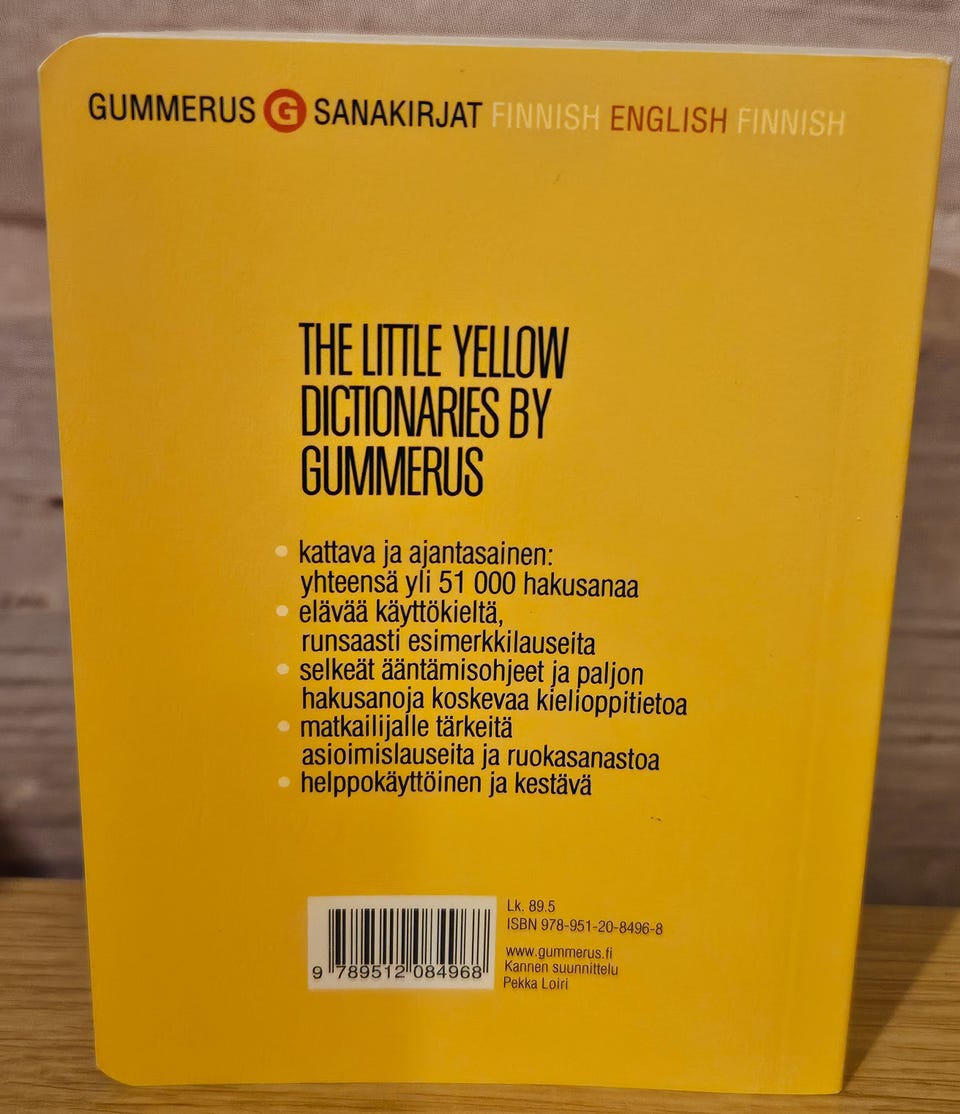 GUMMERUS G SANAKIRJAT FINNISH ENGLISH FINNISH
THE LITTLE YELLOW
DICTIONARIES BY
GUMMERUS
• kattava ja ajantasainen:
yhteensä yli 51 000 hakusanaa
• elävää käyttökieltä,
runsaasti esimerkkilauseita
• selkeät ääntämisohjeet ja paljon
hakusanoja koskevaa kielioppitietoa
• matkailijalle tärkeitä
asioimislauseita ja ruokasanastoa
• helppokäyttöinen ja kestävä
Lk. 89.5
ISBN 978-951-20-8496-8
www.gummerus.fi
Kannen suunnittelu
Pekka Loiri
9 789512 084968